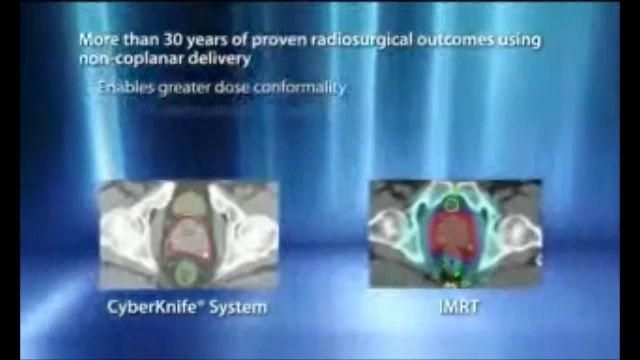 More than 30 years of proven radiosurgical outcomes using
non-coplanar delivery
Enables greater dose conformality
CyberKnife® System
IMRT